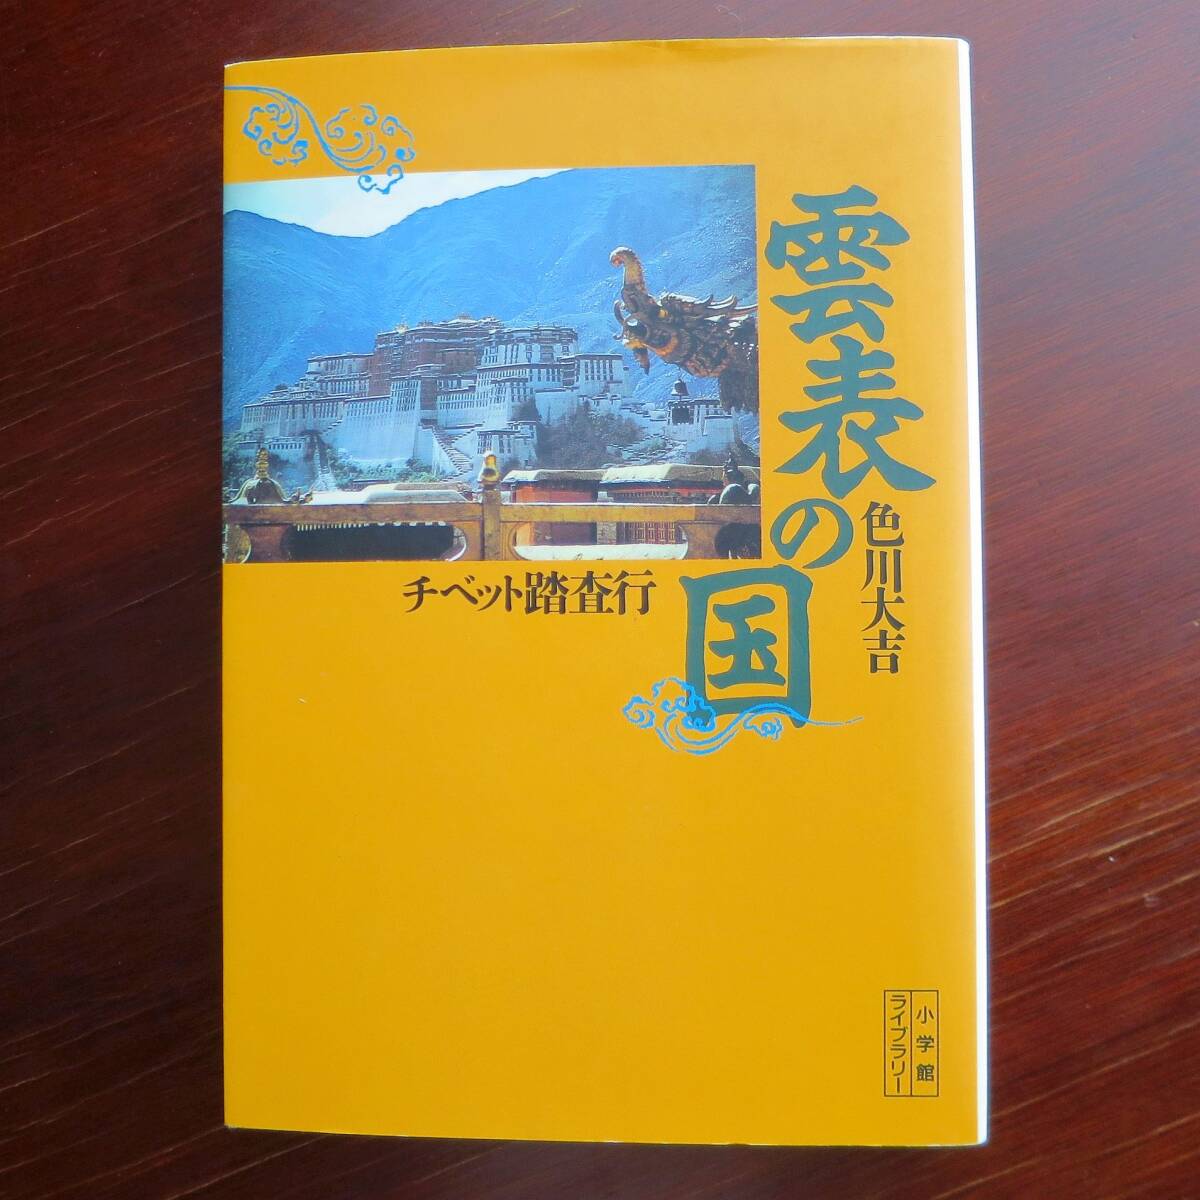 雲表の国
色川大吉
チベット踏査行
小学館
ライブラリー